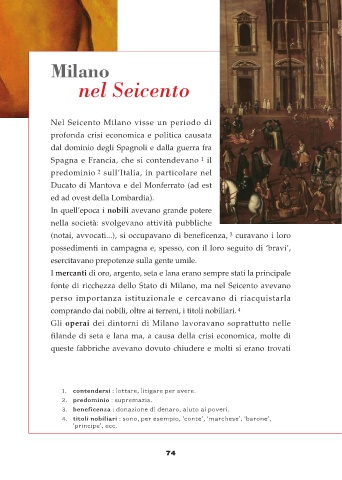 Milano
nel Seicento
Nel Seicento Milano visse un periodo di
profonda crisi economica e politica causata
dal dominio degli Spagnoli e dalla guerra fra
Spagna e Francia, che si contendevano ¹ il
predominio ² sull'Italia, in particolare nel
Ducato di Mantova e del Monferrato (ad est
ed ad ovest della Lombardia).
In quell'epoca i nobili avevano grande potere
nella società: svolgevano attività pubbliche
(notai, avvocati...), si occupavano di beneficenza, ³ curavano i loro
possedimenti in campagna e, spesso, con il loro seguito di 'bravi',
esercitavano prepotenze sulla gente umile.
I mercanti di oro, argento, seta e lana erano sempre stati la principale
fonte di ricchezza dello Stato di Milano, ma nel Seicento avevano
perso importanza istituzionale e cercavano di riacquistarla
comprando dai nobili, oltre ai terreni, i titoli nobiliari. ⁴
Gli operai dei dintorni di Milano lavoravano soprattutto nelle
filande di seta e lana ma, a causa della crisi economica, molte di
queste fabbriche avevano dovuto chiudere e molti si erano trovati
1. contendersi : lottare, litigare per avere.
2. predominio : supremazia.
3. beneficenza : donazione di denaro, aiuto ai poveri.
4. titoli nobiliari : sono, per esempio, 'conte', 'marchese', 'barone',
'principe', ecc.
74